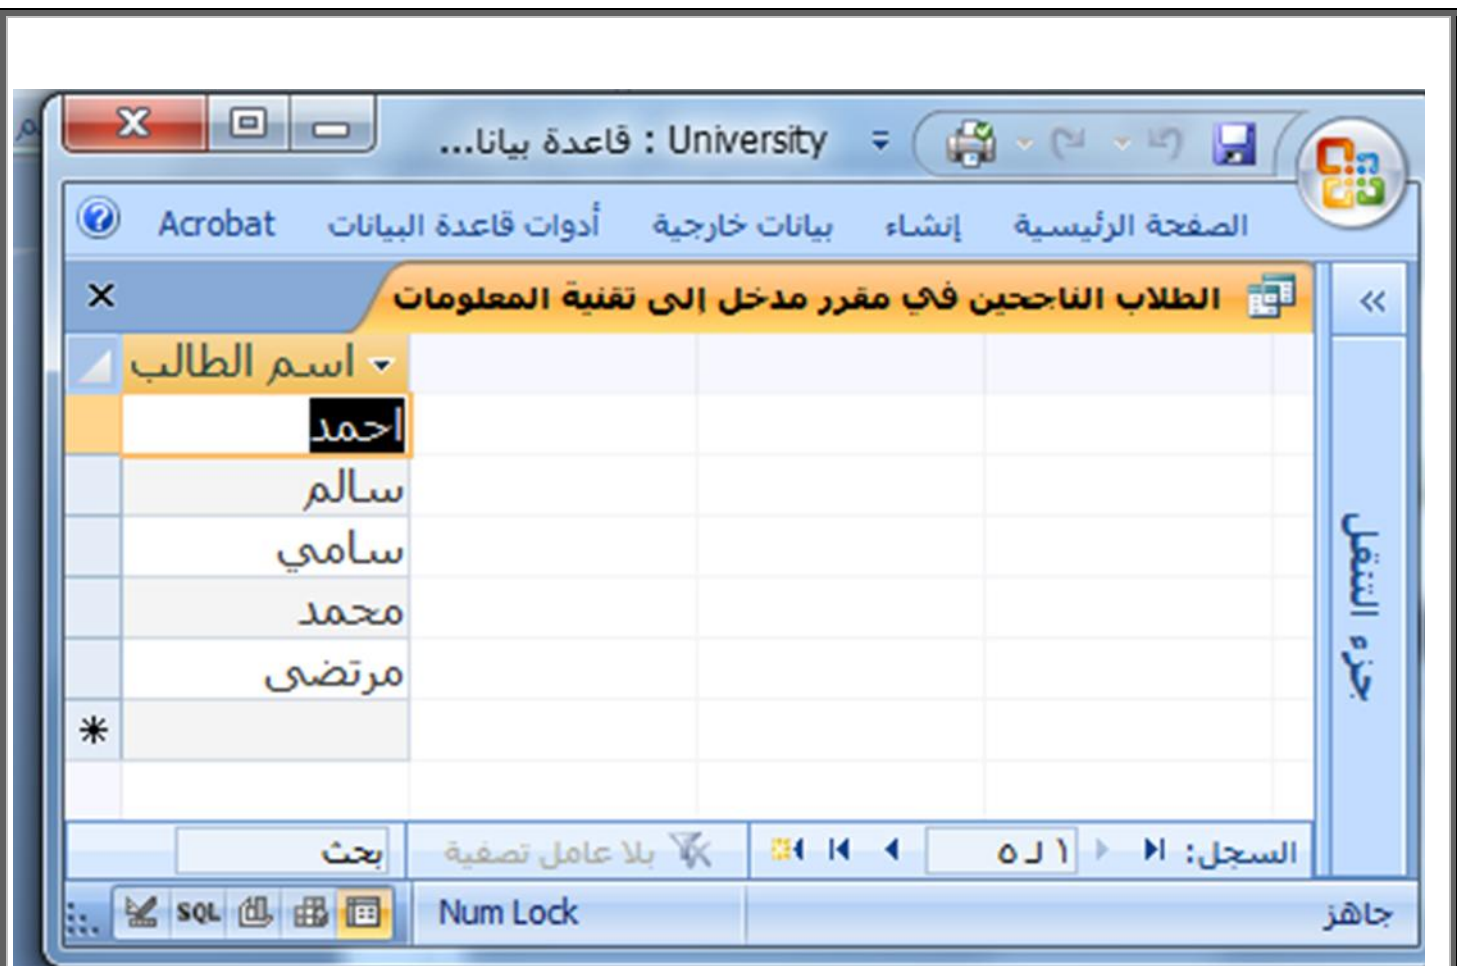 University : قاعدة بيانا...
الصفحة الرئيسية إنشاء بيانات خارجية أدوات قاعدة البيانات Acrobat
الطلاب الناجحين في مقرر مدخل إلى تقنية المعلومات
اسم الطالب
احمد
سالم
سامي
محمد
مرتضى
جزء التنقل
السجل: ١ لـ ٥ بلا عامل تصفية بحث
جاهز Num Lock SQL